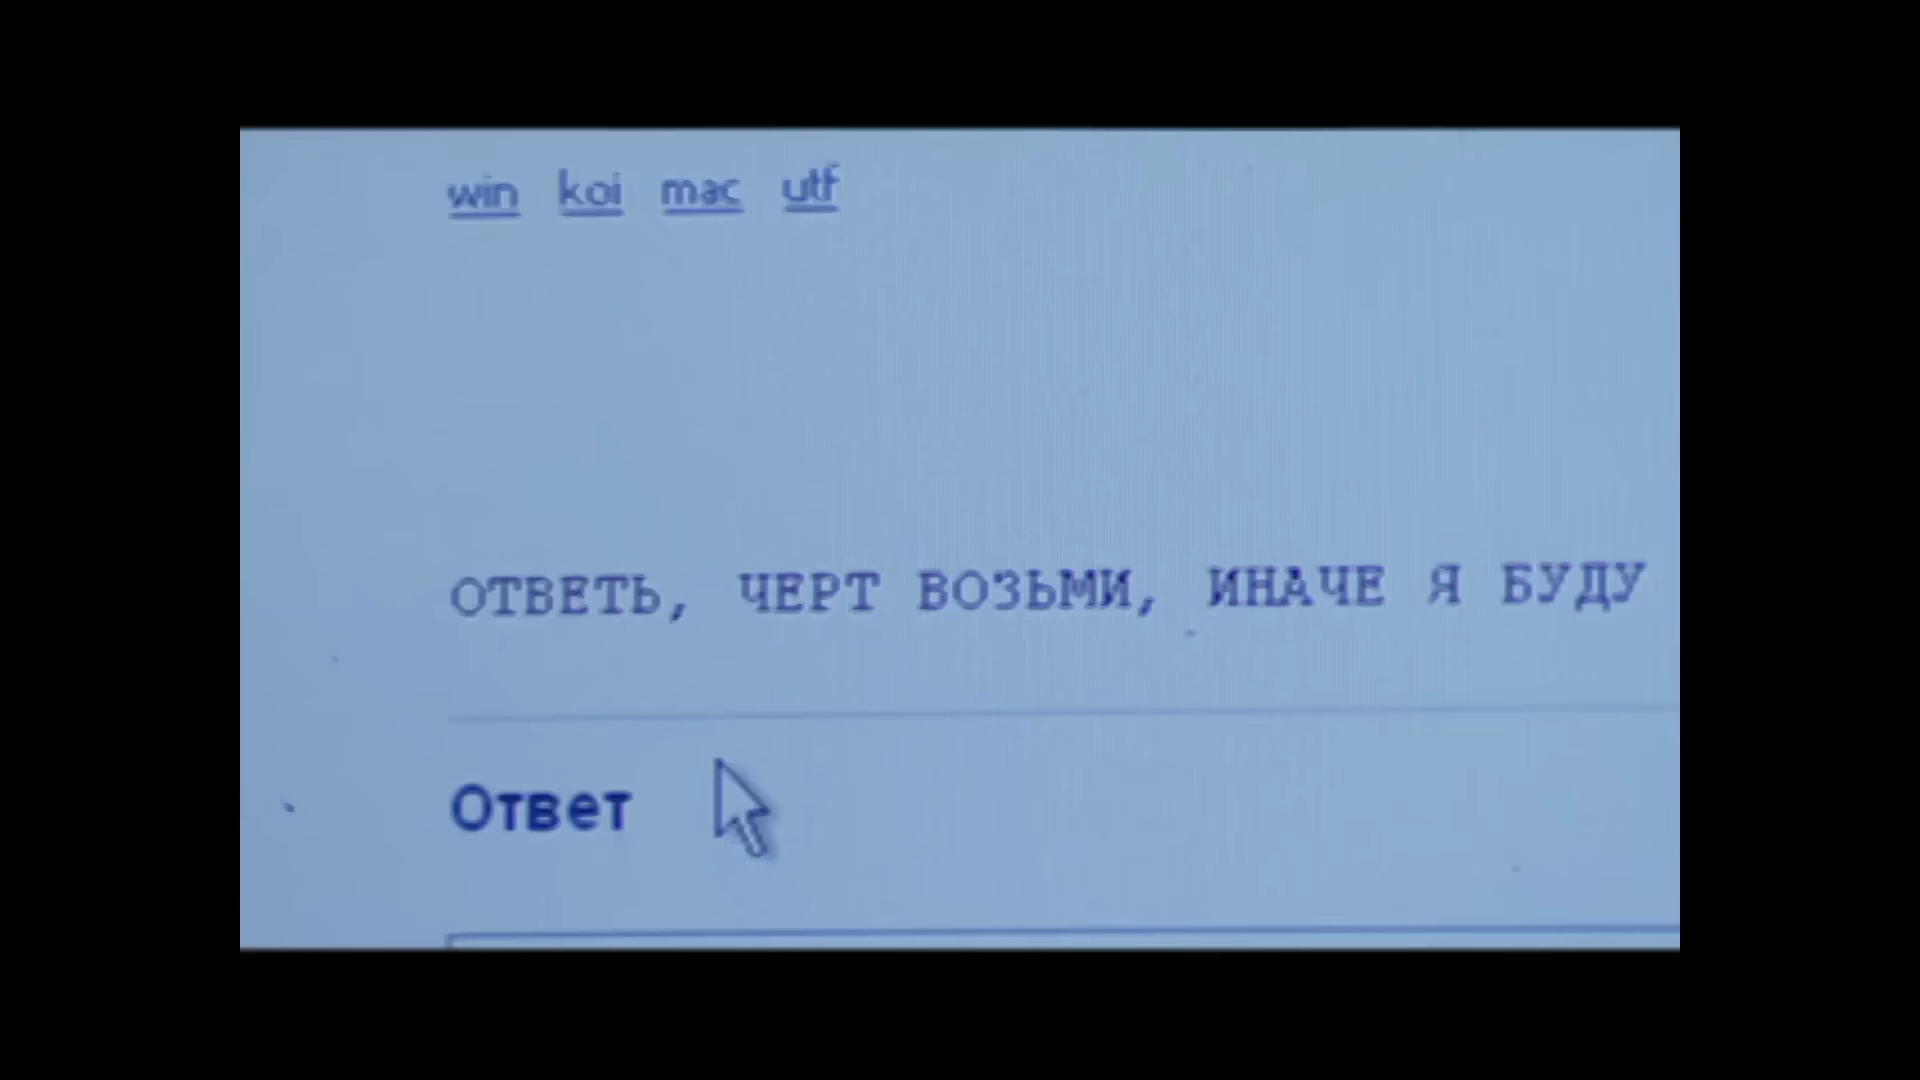 win koi mac utf
ОТВЕТЬ, ЧЕРТ ВОЗЬМИ, ИНАЧЕ Я БУДУ
Ответ